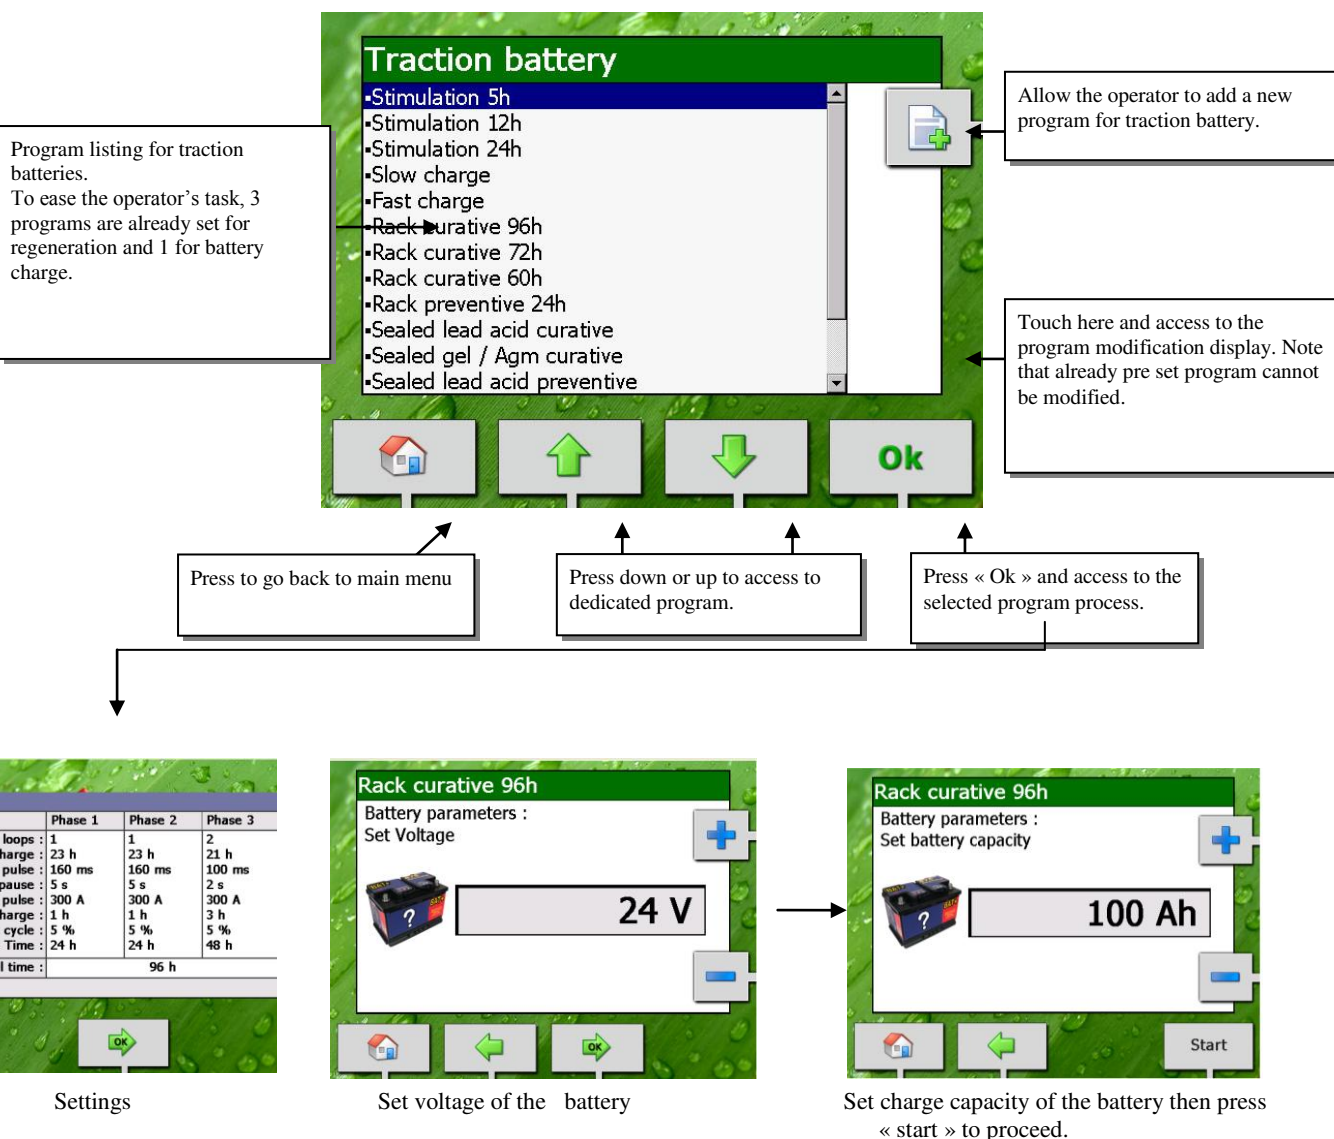 Traction battery
▪Stimulation 5h
▪Stimulation 12h
▪Stimulation 24h
▪Slow charge
▪Fast charge
▪Rack curative 96h
▪Rack curative 72h
▪Rack curative 60h
▪Rack preventive 24h
▪Sealed lead acid curative
▪Sealed gel / Agm curative
▪Sealed lead acid preventive
Ok
Program listing for traction
batteries.
To ease the operator’s task, 3
programs are already set for
regeneration and 1 for battery
charge.
Allow the operator to add a new
program for traction battery.
Touch here and access to the
program modification display. Note
that already pre set program cannot
be modified.
Press to go back to main menu
Press down or up to access to
dedicated program.
Press « Ok » and access to the
selected program process.
Phase 1 Phase 2 Phase 3
loops : 1 1 2
harge : 23 h 23 h 21 h
pulse : 160 ms 160 ms 100 ms
pause : 5 s 5 s 2 s
pulse : 300 A 300 A 300 A
harge : 1 h 1 h 3 h
cycle : 5 % 5 % 5 %
Time : 24 h 24 h 48 h
l time : 96 h
OK
Settings
Rack curative 96h
Battery parameters :
Set Voltage
?
24 V
OK
Set voltage of the battery
Rack curative 96h
Battery parameters :
Set battery capacity
?
100 Ah
Start
Set charge capacity of the battery then press
« start » to proceed.